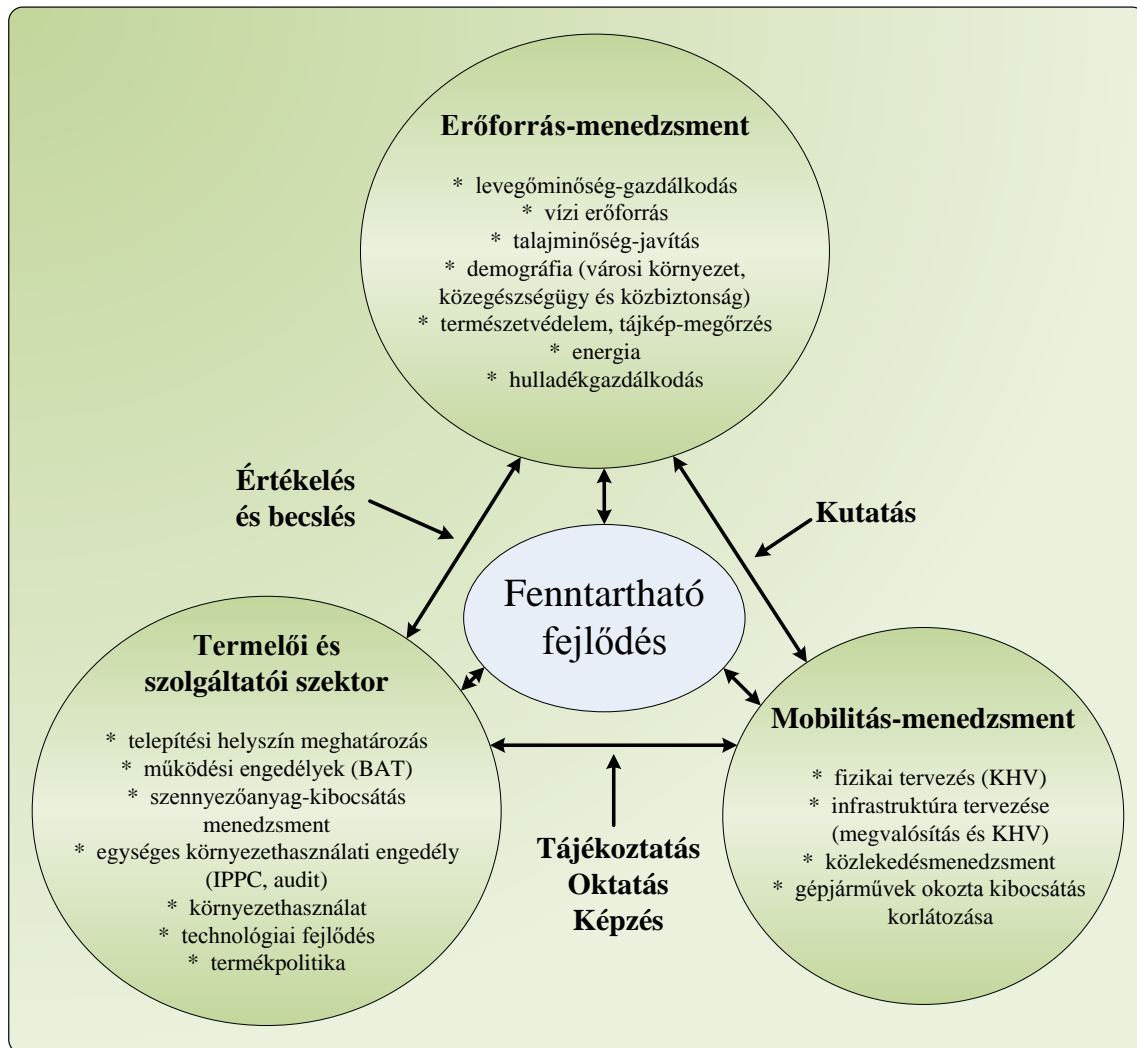 Erőforrás-menedzsment
* levegőminőség-gazdálkodás
* vízi erőforrás
* talajminőség-javítás
* demográfia (városi környezet,
közegészségügy és közbiztonság)
* természetvédelem, tájkép-megőrzés
* energia
* hulladékgazdálkodás
Értékelés
és becslés
Kutatás
Fenntartható
fejlődés
Termelői és
szolgáltatói szektor
* telepítési helyszín meghatározás
* működési engedélyek (BAT)
* szennyezőanyag-kibocsátás
menedzsment
* egységes környezethasználati engedély
(IPPC, audit)
* környezethasználat
* technológiai fejlődés
* termékpolitika
Tájékoztatás
Oktatás
Képzés
Mobilitás-menedzsment
* fizikai tervezés (KHV)
* infrastruktúra tervezése
(megvalósítás és KHV)
* közlekedésmenedzsment
* gépjárművek okozta kibocsátás
korlátozása